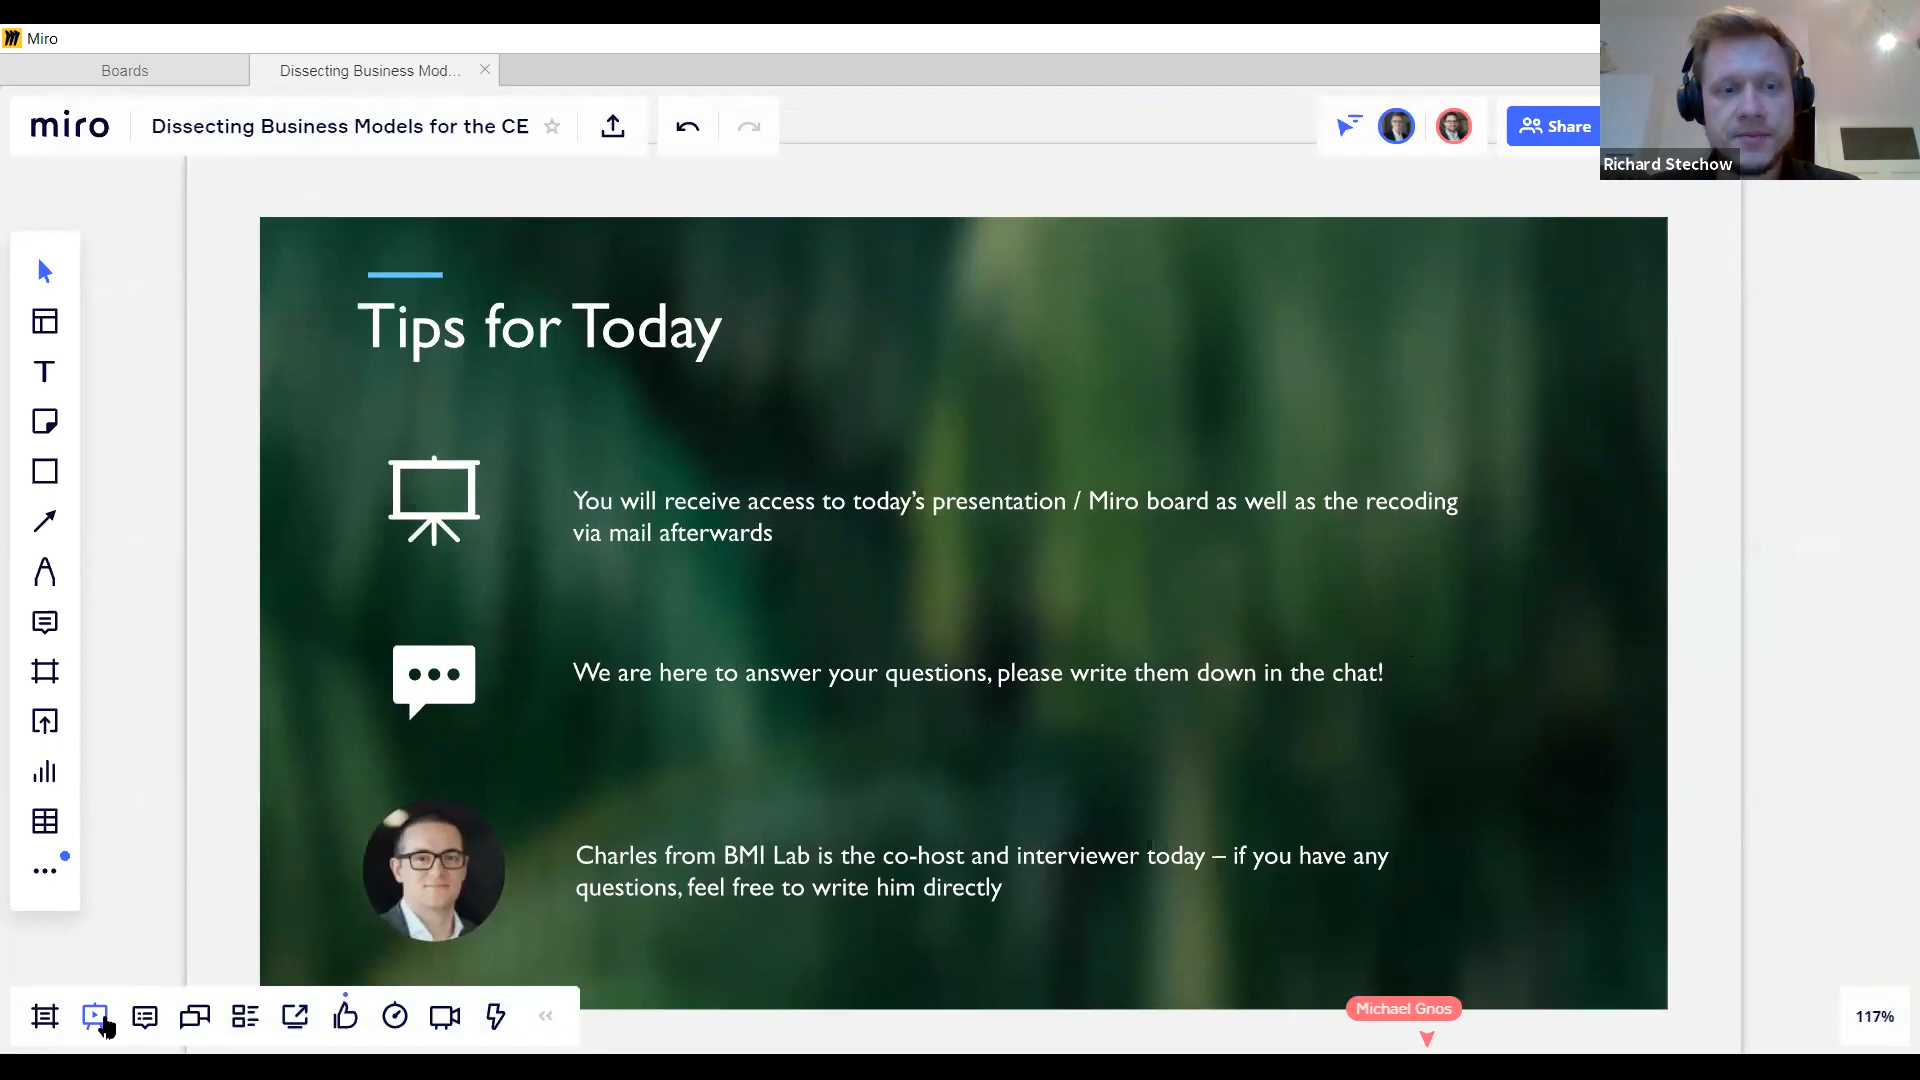 Miro
Boards
Dissecting Business Mod...
miro
Dissecting Business Models for the CE
Share
Richard Stechow
Tips for Today
You will receive access to today's presentation / Miro board as well as the recoding
via mail afterwards
We are here to answer your questions, please write them down in the chat!
Charles from BMI Lab is the co-host and interviewer today – if you have any
questions, feel free to write him directly
Michael Gnos
117%